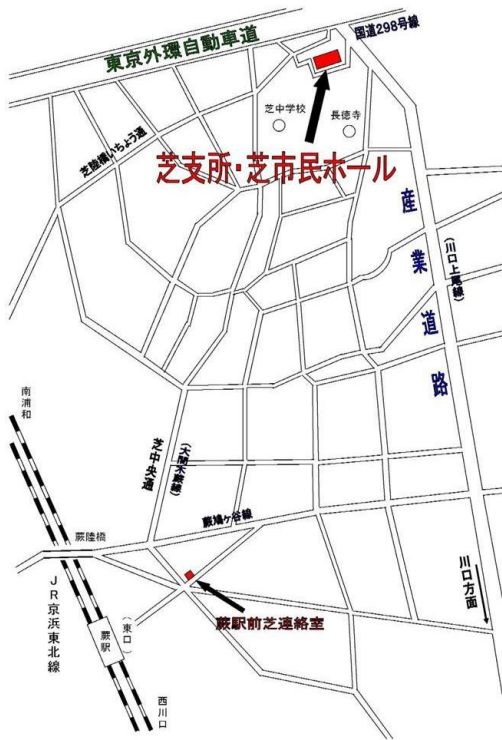 国道298号線
東京外環自動車道
芝中学校
長徳寺
芝陸橋いちょう通
芝支所・芝市民ホール
産業道路
(川口上尾線)
南浦和
芝中央通
(大間木蕨線)
蕨鳩ヶ谷線
蕨陸橋
川口方面
JR京浜東北線
蕨駅
(東口)
蕨駅前芝連絡室
西川口